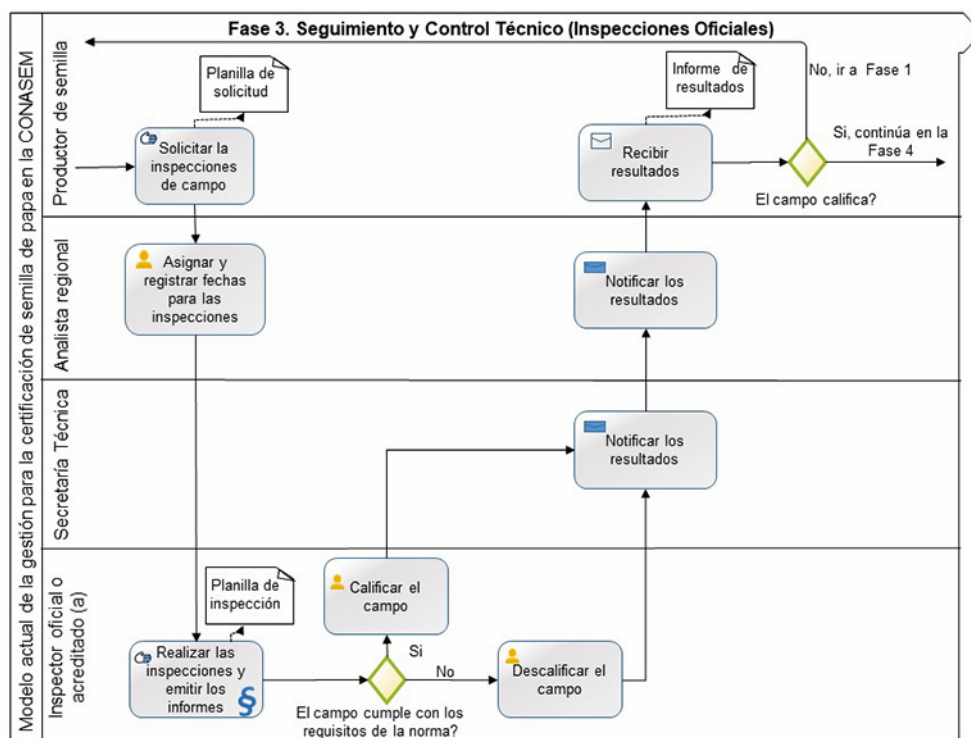 Modelo actual de la gestión para la certificación de semilla de papa en la CONASEM
Fase 3. Seguimiento y Control Técnico (Inspecciones Oficiales)
Productor de semilla
Planilla de
solicitud
Solicitar la
inspecciones
de campo
Informe de
resultados
Recibir
resultados
No, ir a Fase 1
Si, continúa en la
Fase 4
El campo califica?
Analista regional
Asignar y
registrar fechas
para las
inspecciones
Notificar los
resultados
Secretaría Técnica
Notificar los
resultados
Inspector oficial o
acreditado (a)
Planilla de
inspección
Realizar las
inspecciones y
emitir los
informes
Calificar el
campo
Si
No
Descalificar el
campo
El campo cumple con los
requisitos de la norma?